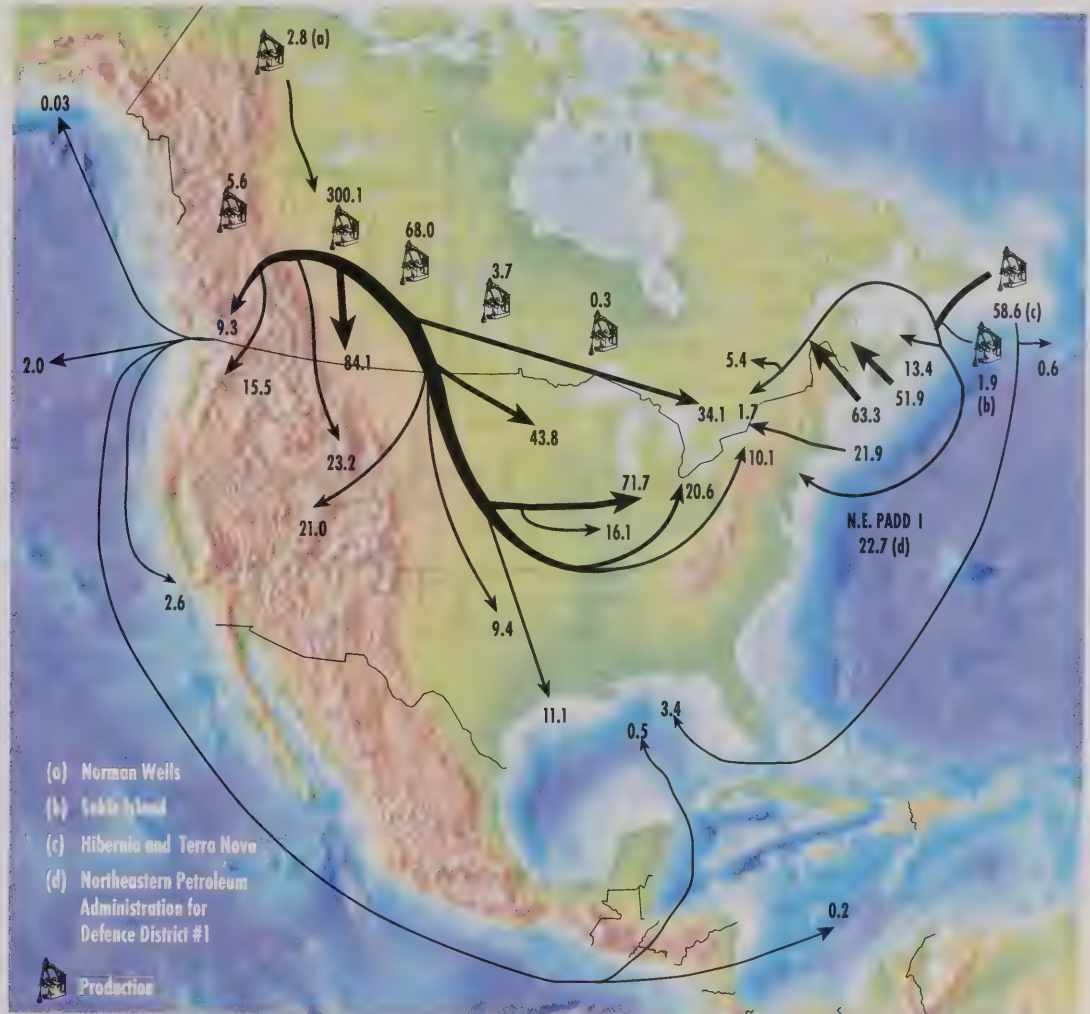 2.8 (a)
0.03
5.6
300.1
68.0
3.7
0.3
58.6 (c)
9.3
84.1
5.4
13.4
1.9
(b)
0.6
2.0
15.5
34.1
1.7
63.3
51.9
43.8
23.2
10.1
21.9
71.7
20.6
21.0
16.1
N.E. PADD I
22.7 (d)
2.6
9.4
11.1
0.5
3.4
(a) Norman Wells
(b) Sable Island
(c) Hibernia and Terra Nova
(d) Northeastern Petroleum
Administration for
Defence District #1
0.2
Production